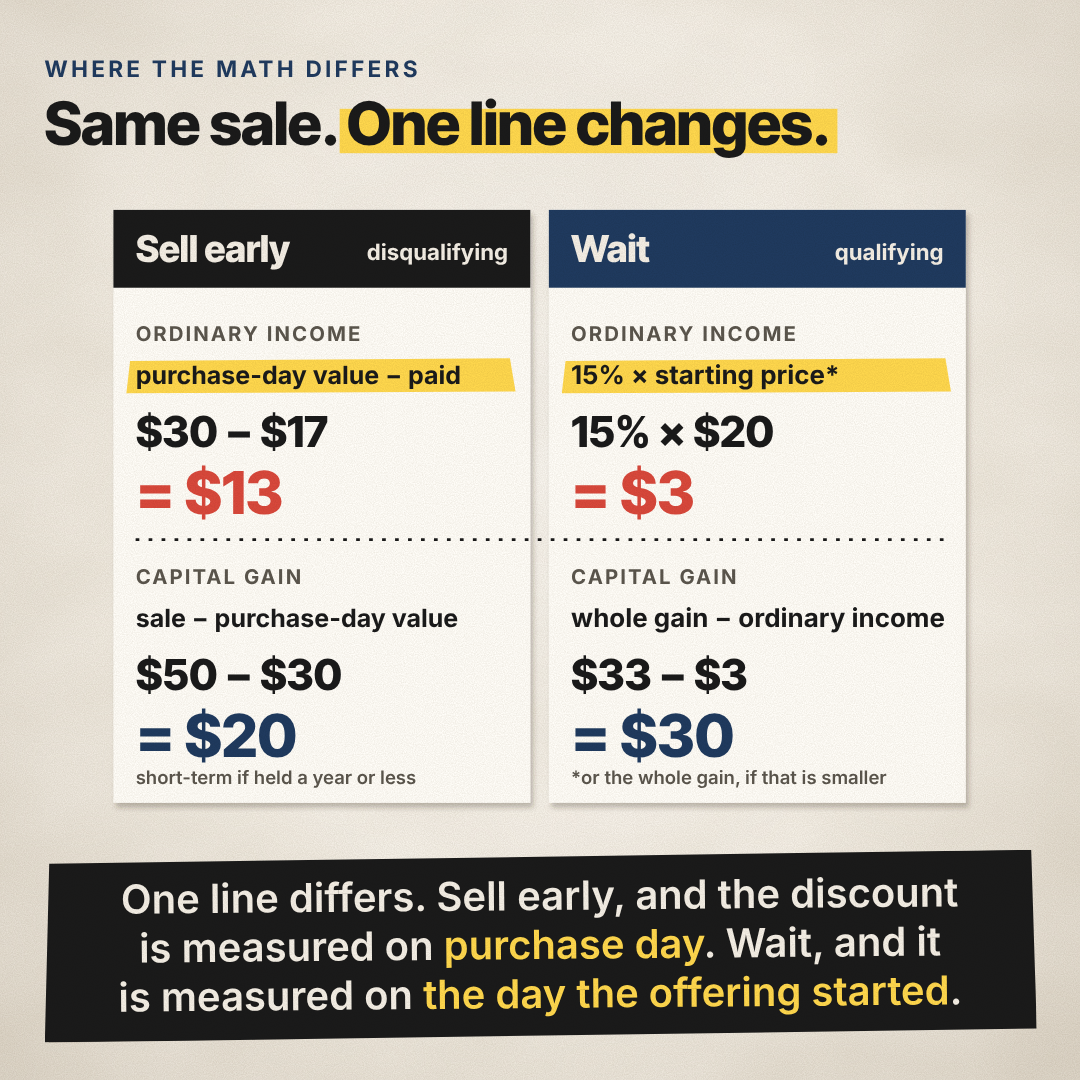 WHERE THE MATH DIFFERS
Same sale. One line changes.
Sell early disqualifying
ORDINARY INCOME
purchase-day value – paid
$30 – $17
= $13
CAPITAL GAIN
sale – purchase-day value
$50 – $30
= $20
short-term if held a year or less
Wait qualifying
ORDINARY INCOME
15% × starting price*
15% × $20
= $3
CAPITAL GAIN
whole gain – ordinary income
$33 – $3
= $30
*or the whole gain, if that is smaller
One line differs. Sell early, and the discount
is measured on purchase day. Wait, and it
is measured on the day the offering started.